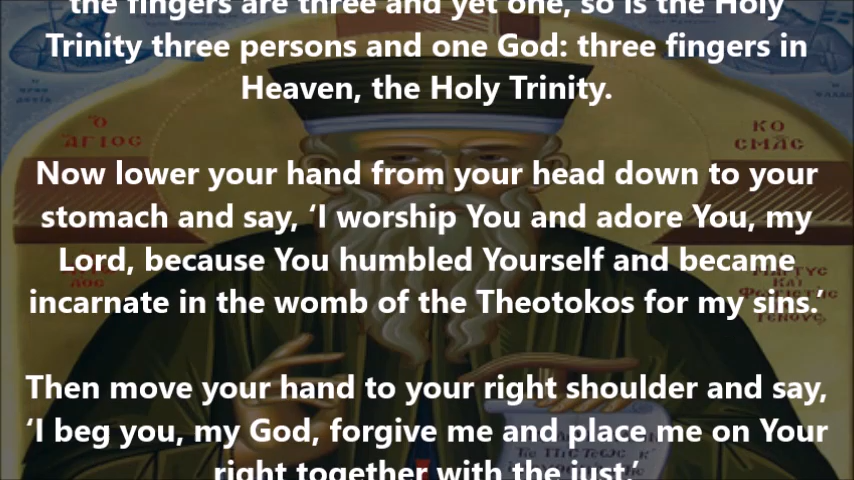 the fingers are three and yet one, so is the Holy
Trinity three persons and one God: three fingers in
Heaven, the Holy Trinity.
Ὁ ἍΓΙΟC
ΚΟ
CΜᾶC
Now lower your hand from your head down to your
stomach and say, ‘I worship You and adore You, my
Lord, because You humbled Yourself and became
incarnate in the womb of the Theotokos for my sins.’
Then move your hand to your right shoulder and say,
‘I beg you, my God, forgive me and place me on Your
right together with the just.’